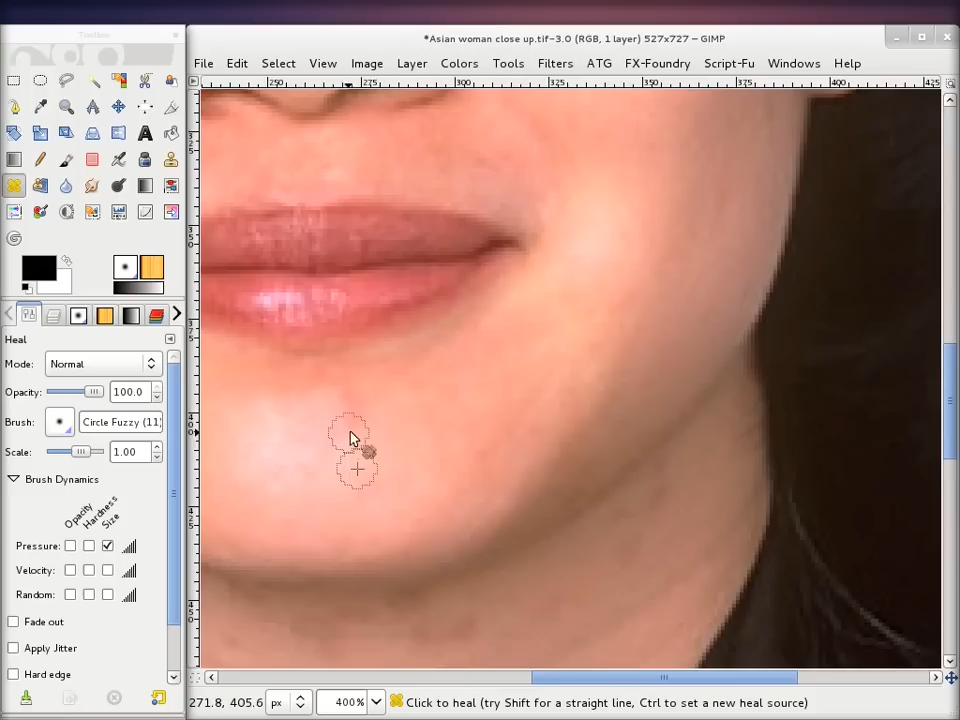 Toolbox
*Asian woman close up.tif-3.0 (RGB, 1 layer) 527x727 – GIMP
File Edit Select View Image Layer Colors Tools Filters ATG FX-Foundry Script-Fu Windows Help
250 275 300 325 350 375 400 425
Heal
Mode: Normal
Opacity: 100.0
Brush: Circle Fuzzy (11)
Scale: 1.00
Brush Dynamics
Opacity Hardness Size
Pressure:
Velocity:
Random:
Fade out
Apply Jitter
Hard edge
271.8, 405.6 px 400% Click to heal (try Shift for a straight line, Ctrl to set a new heal source)